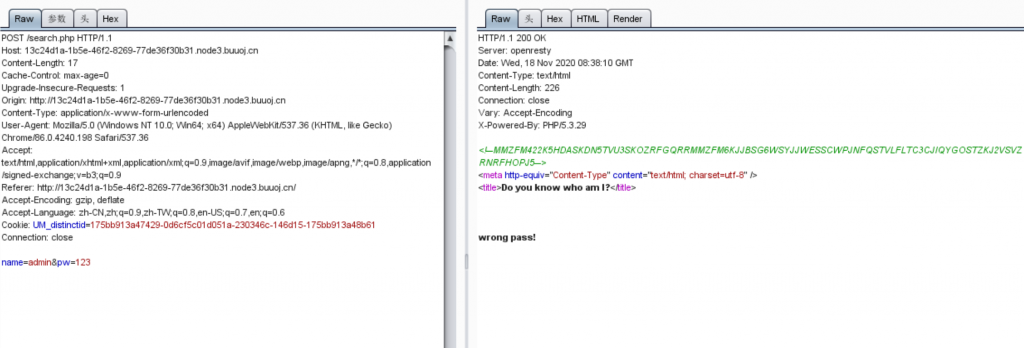 Raw 参数 头 Hex
POST /search.php HTTP/1.1
Host: 13c24d1a-1b5e-46f2-8269-77de36f30b31.node3.buuoj.cn
Content-Length: 17
Cache-Control: max-age=0
Upgrade-Insecure-Requests: 1
Origin: http://13c24d1a-1b5e-46f2-8269-77de36f30b31.node3.buuoj.cn
Content-Type: application/x-www-form-urlencoded
User-Agent: Mozilla/5.0 (Windows NT 10.0; Win64; x64) AppleWebKit/537.36 (KHTML, like Gecko)
Chrome/86.0.4240.198 Safari/537.36
Accept:
text/html,application/xhtml+xml,application/xml;q=0.9,image/avif,image/webp,image/apng,*/*;q=0.8,application
/signed-exchange;v=b3;q=0.9
Referer: http://13c24d1a-1b5e-46f2-8269-77de36f30b31.node3.buuoj.cn/
Accept-Encoding: gzip, deflate
Accept-Language: zh-CN,zh;q=0.9,zh-TW;q=0.8,en-US;q=0.7,en;q=0.6
Cookie: UM_distinctid=175bb913a47429-0d6cf5c01d051a-230346c-146d15-175bb913a48b61
Connection: close
name=admin&pw=123
Raw 头 Hex HTML Render
HTTP/1.1 200 OK
Server: openresty
Date: Wed, 18 Nov 2020 08:38:10 GMT
Content-Type: text/html
Content-Length: 226
Connection: close
Vary: Accept-Encoding
X-Powered-By: PHP/5.3.29
<!--MMZFM422K5HDASKDN5TVU3SKOZRFGQRRMMZFM6KJJBSG6WSYJJWESSCWPJNFQSTVLFLTC3CJIQYGOSTZKJ2VSVZ
RNRFHOPJ5-->
<meta http-equiv="Content-Type" content="text/html; charset=utf-8" />
<title>Do you know who am I?</title>
wrong pass!